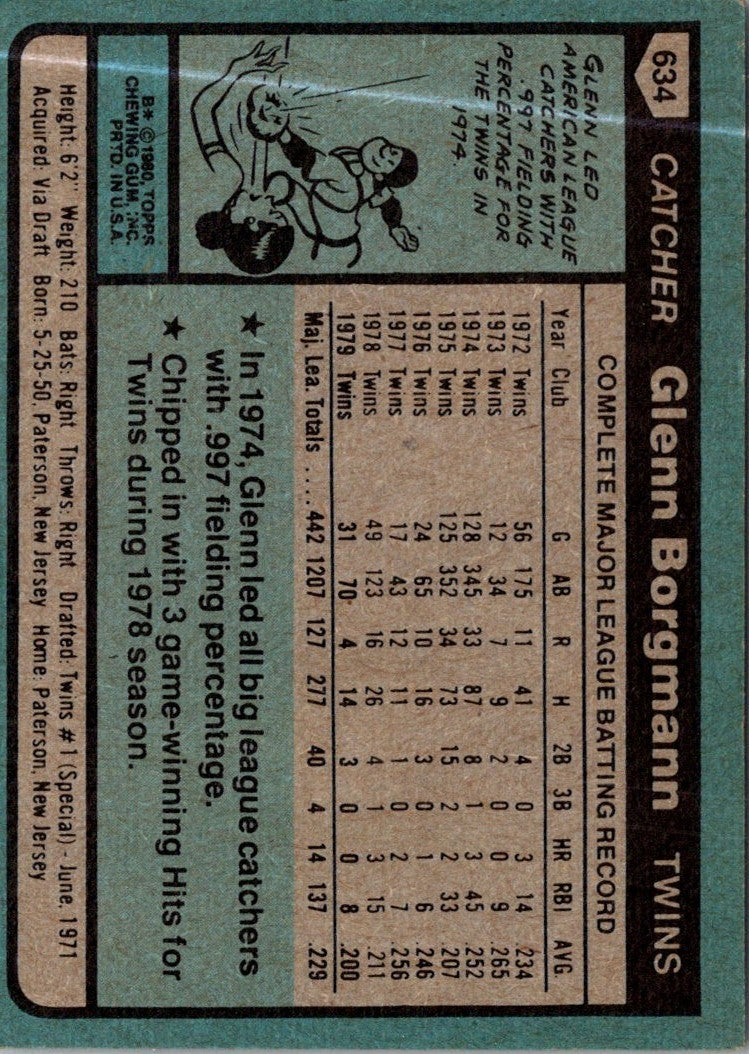 634 CATCHER Glenn Borgmann TWINS
GLENN LED
AMERICAN LEAGUE
CATCHERS WITH
.997 FIELDING
PERCENTAGE FOR
THE TWINS IN
1974.
B* © 1980, TOPPS
CHEWING GUM, INC.
PRTD. IN U.S.A.
COMPLETE MAJOR LEAGUE BATTING RECORD
Year Club G AB R H 2B 3B HR RBI AVG
1972 Twins 56 175 11 41 4 0 3 14 .234
1973 Twins 12 34 7 9 2 0 0 9 .265
1974 Twins 128 345 33 87 8 1 3 45 .252
1975 Twins 125 352 34 73 15 2 2 33 .207
1976 Twins 24 65 10 16 3 0 1 6 .246
1977 Twins 17 43 12 11 1 0 2 7 .256
1978 Twins 49 123 16 26 4 1 3 15 .211
1979 Twins 31 70 4 14 3 0 0 8 .200
Maj. Lea. Totals ..... 442 1207 127 277 40 4 14 137 .229
★ In 1974, Glenn led all big league catchers
with .997 fielding percentage.
★ Chipped in with 3 game-winning Hits for
Twins during 1978 season.
Height: 6'2" Weight: 210 Bats: Right Throws: Right Drafted: Twins #1 (Special) - June, 1971
Acquired: Via Draft Born: 5-25-50, Paterson, New Jersey Home: Paterson, New Jersey